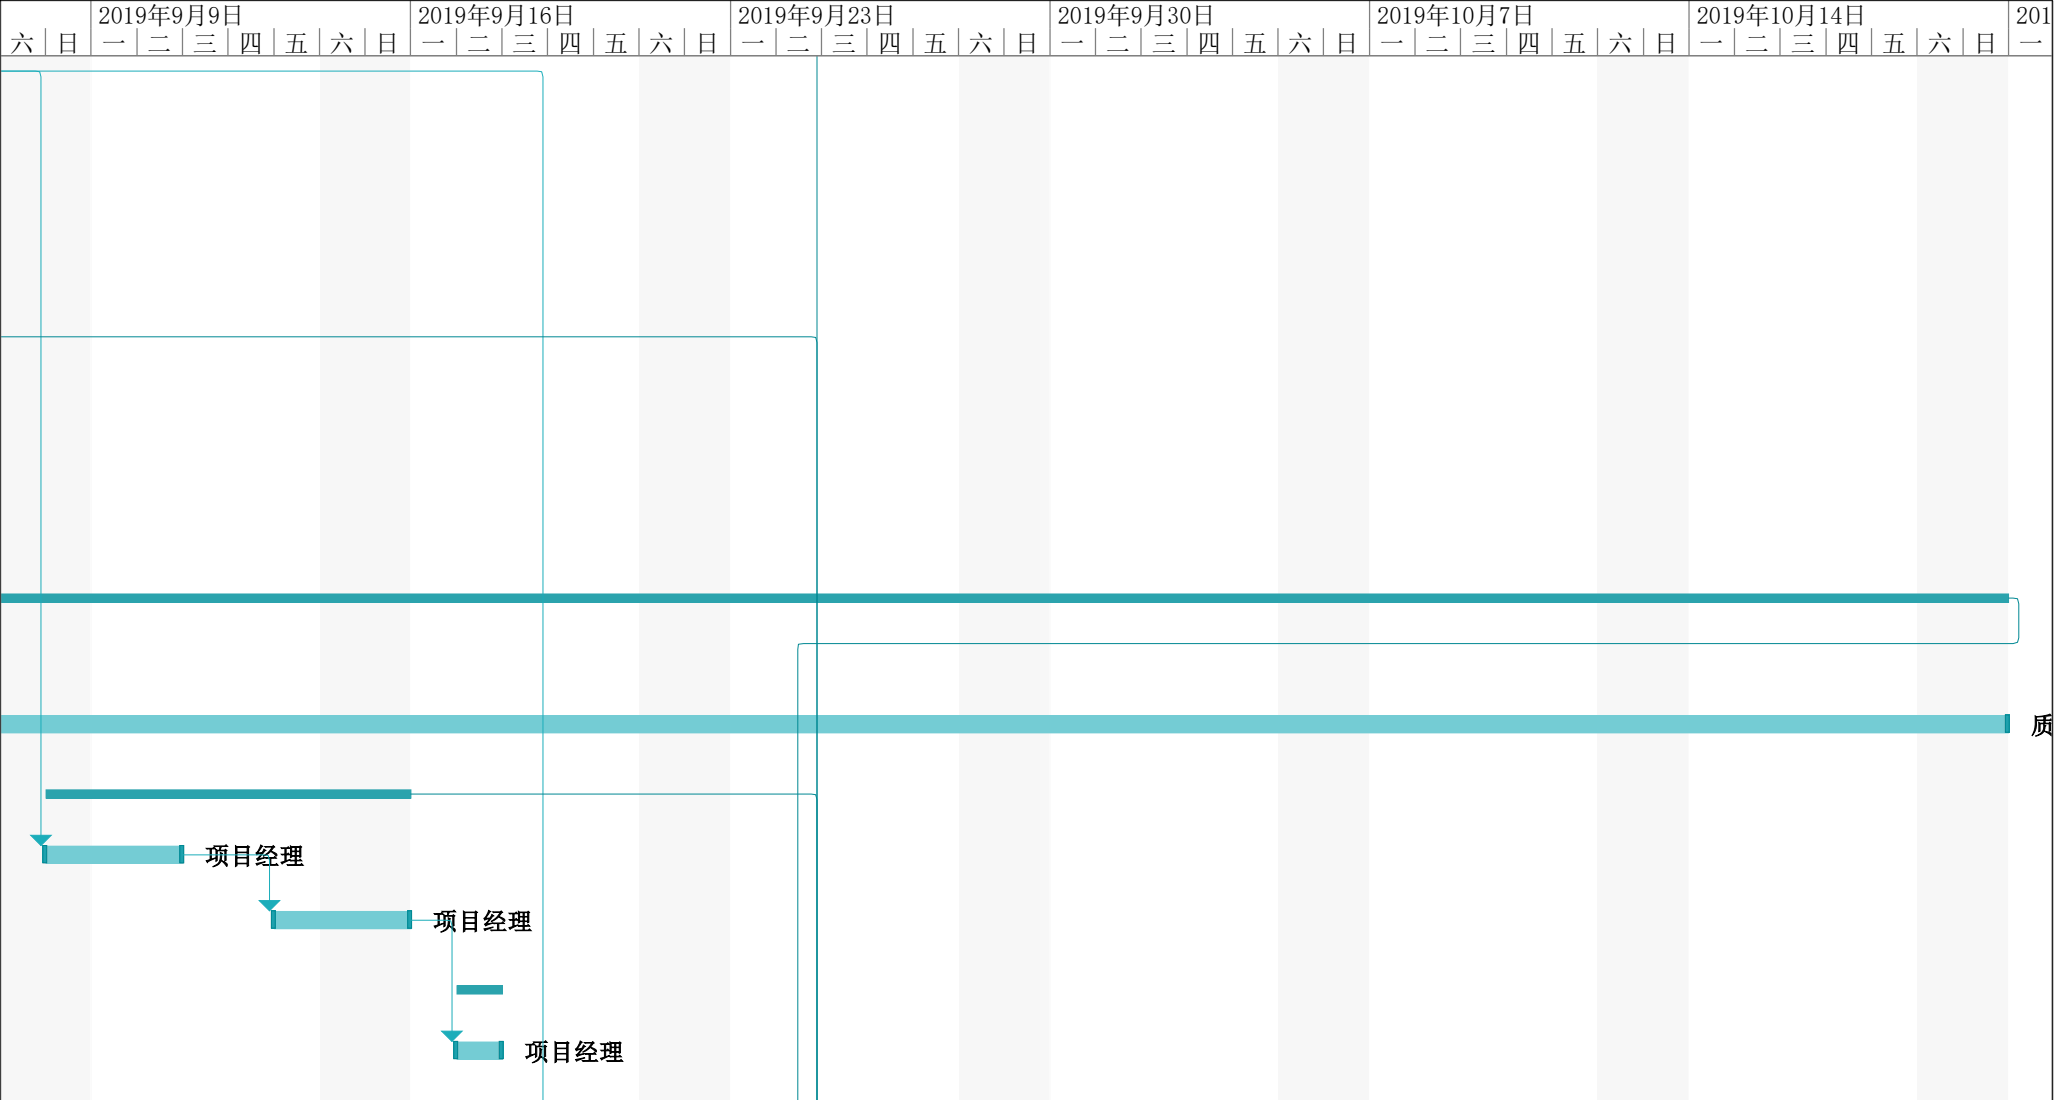 2019年9月9日 2019年9月16日 2019年9月23日 2019年9月30日 2019年10月7日 2019年10月14日 201
六 日 一 二 三 四 五 六 日 一 二 三 四 五 六 日 一 二 三 四 五 六 日 一 二 三 四 五 六 日 一 二 三 四 五 六 日 一 二 三 四 五 六 日 一
质
项目经理
项目经理
项目经理